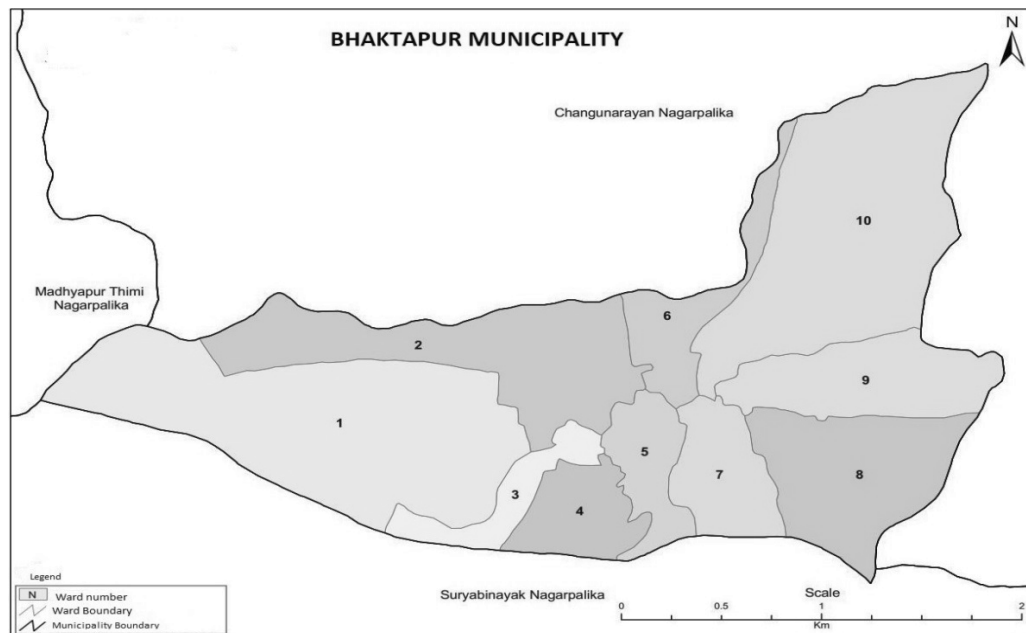 BHAKTAPUR MUNICIPALITY
N
Changunarayan Nagarpalika
10
Madhyapur Thimi
Nagarpalika
6
2
9
1
5
7
8
3
4
Legend
N Ward number
Ward Boundary
Municipality Boundary
Suryabinayak Nagarpalika
Scale
0 0.5 1 2
Km